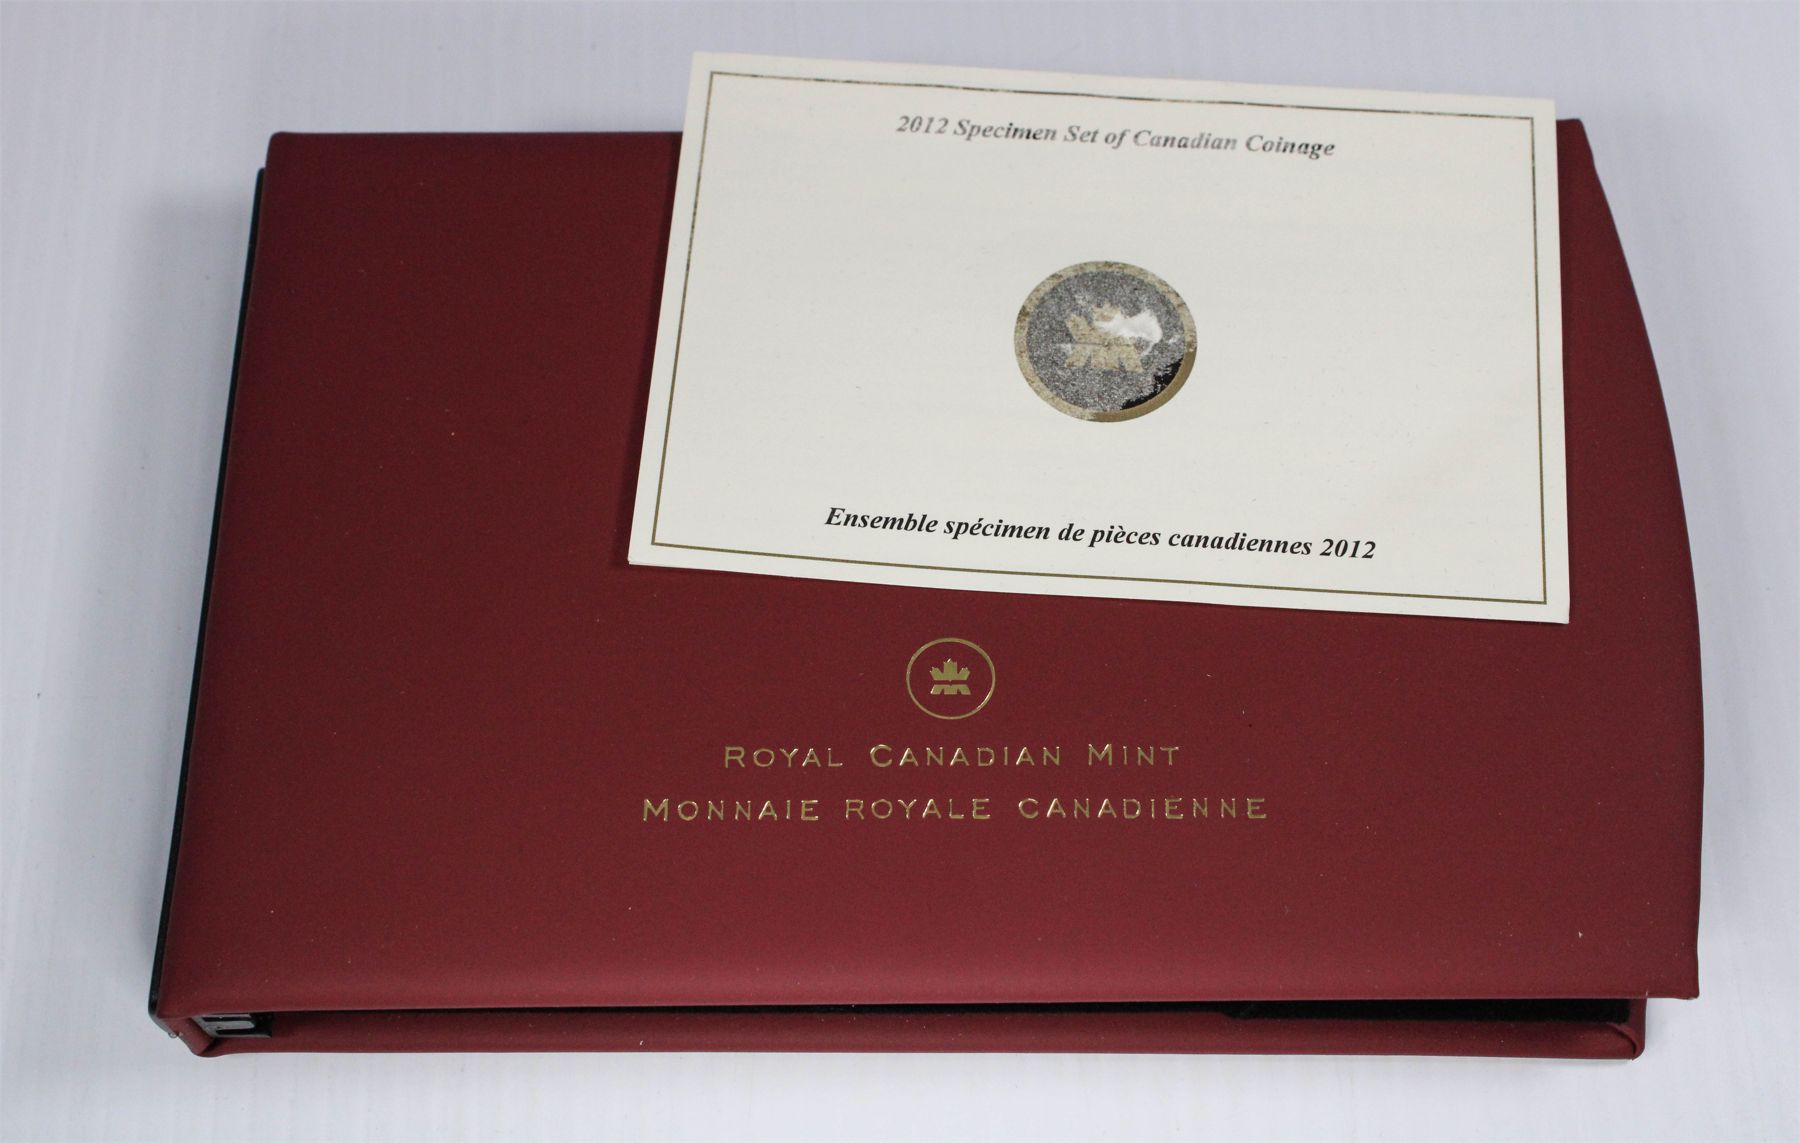 2012 Specimen Set of Canadian Coinage
Ensemble spécimen de pièces canadiennes 2012
ROYAL CANADIAN MINT
MONNAIE ROYALE CANADIENNE